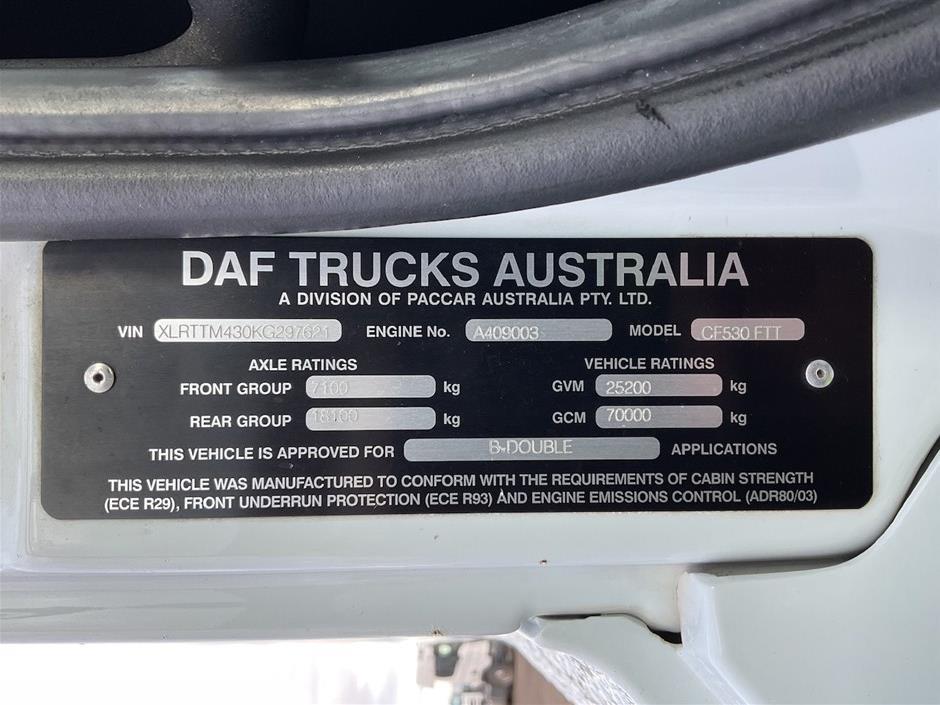 DAF TRUCKS AUSTRALIA
A DIVISION OF PACCAR AUSTRALIA PTY. LTD.
VIN XLRTTM430KG297621 ENGINE No. A409003 MODEL CF530 FTT
AXLE RATINGS VEHICLE RATINGS
FRONT GROUP 7100 kg GVM 25200 kg
REAR GROUP 18100 kg GCM 70000 kg
THIS VEHICLE IS APPROVED FOR B-DOUBLE APPLICATIONS
THIS VEHICLE WAS MANUFACTURED TO CONFORM WITH THE REQUIREMENTS OF CABIN STRENGTH
(ECE R29), FRONT UNDERRUN PROTECTION (ECE R93) AND ENGINE EMISSIONS CONTROL (ADR80/03)